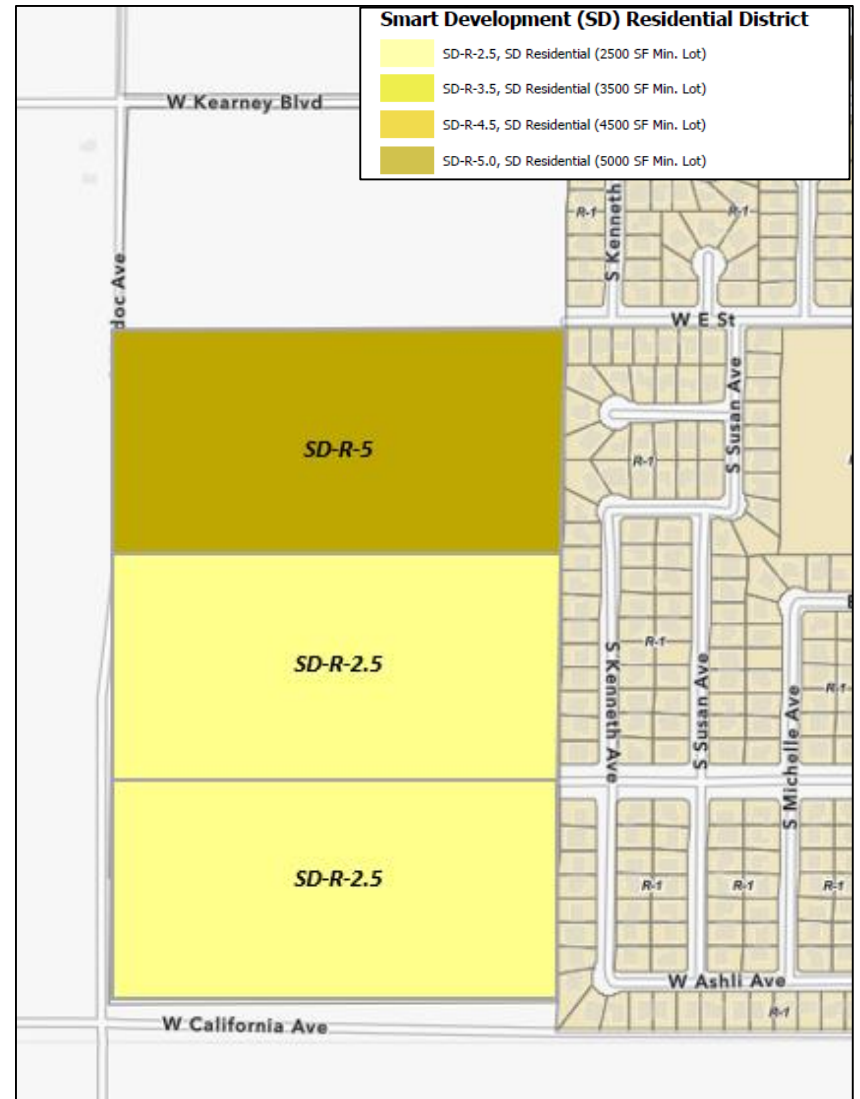 Smart Development (SD) Residential District
SD-R-2.5, SD Residential (2500 SF Min. Lot)
SD-R-3.5, SD Residential (3500 SF Min. Lot)
SD-R-4.5, SD Residential (4500 SF Min. Lot)
SD-R-5.0, SD Residential (5000 SF Min. Lot)
W Kearney Blvd
R-1
R-1
S Kenneth
W E St
SD-R-5
S Susan Ave
R-1
SD-R-2.5
R-1
S Kenneth Ave
S Susan Ave
S Michelle Ave
R-1
SD-R-2.5
R-1
R-1
R-1
W Ashli Ave
R-1
W California Ave